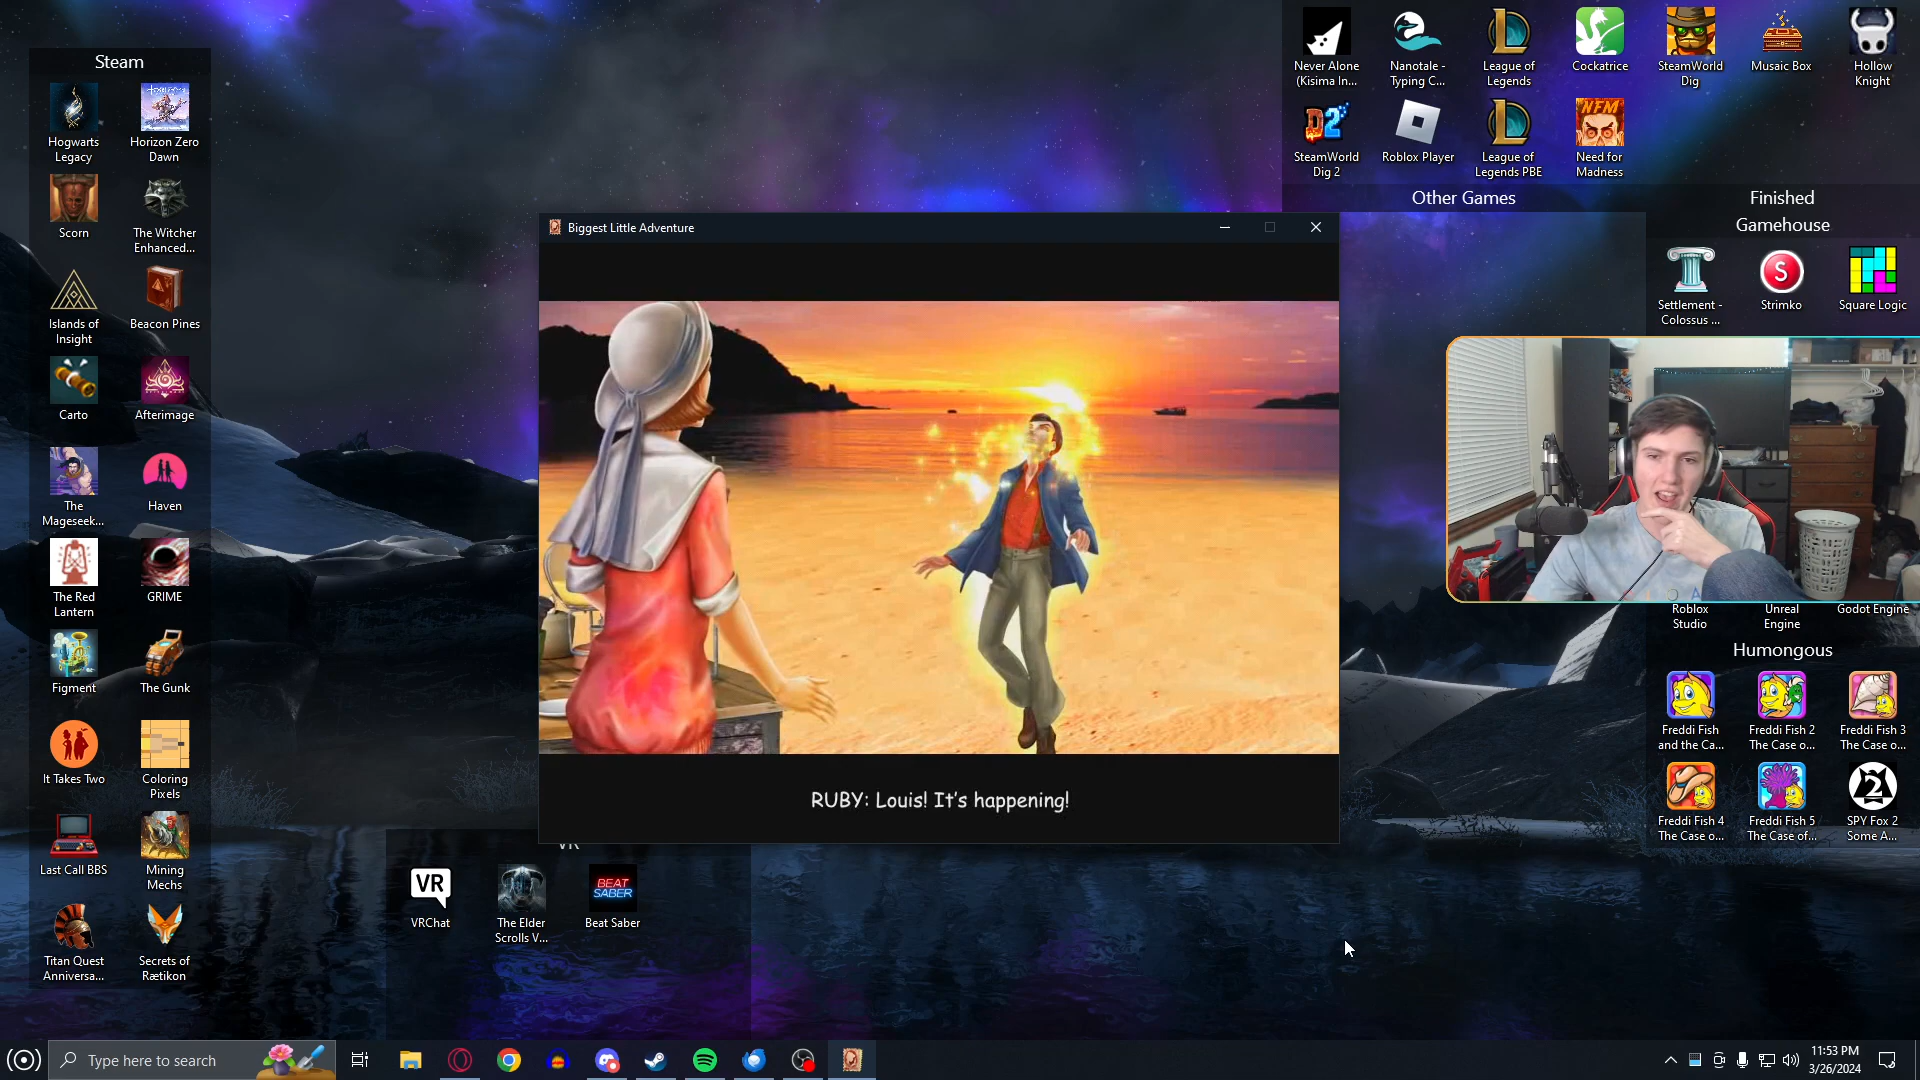 Steam
Hogwarts
Legacy
Horizon Zero
Dawn
Scorn
The Witcher
Enhanced...
Islands of
Insight
Beacon Pines
Carto
Afterimage
The
Mageseek...
Haven
The Red
Lantern
GRIME
Figment
The Gunk
It Takes Two
Coloring
Pixels
Last Call BBS
Mining
Mechs
Titan Quest
Anniversa...
Secrets of
Rætikon
Never Alone
(Kisima In...
Nanotale -
Typing C...
League of
Legends
Cockatrice
SteamWorld
Dig
Musaic Box
Hollow
Knight
D2
SteamWorld
Dig 2
Roblox Player
League of
Legends PBE
NFM
Need for
Madness
Other Games
Finished
Gamehouse
Settlement -
Colossus ...
S
Strimko
Square Logic
Biggest Little Adventure
RUBY: Louis! It's happening!
Roblox
Studio
Unreal
Engine
Godot Engine
Humongous
Freddi Fish
and the Ca...
Freddi Fish 2
The Case o...
Freddi Fish 3
The Case o...
Freddi Fish 4
The Case o...
Freddi Fish 5
The Case of...
2
SPY Fox 2
Some A...
VR
VR
VRChat
The Elder
Scrolls V...
BEAT
SABER
Beat Saber
Type here to search
11:53 PM
3/26/2024